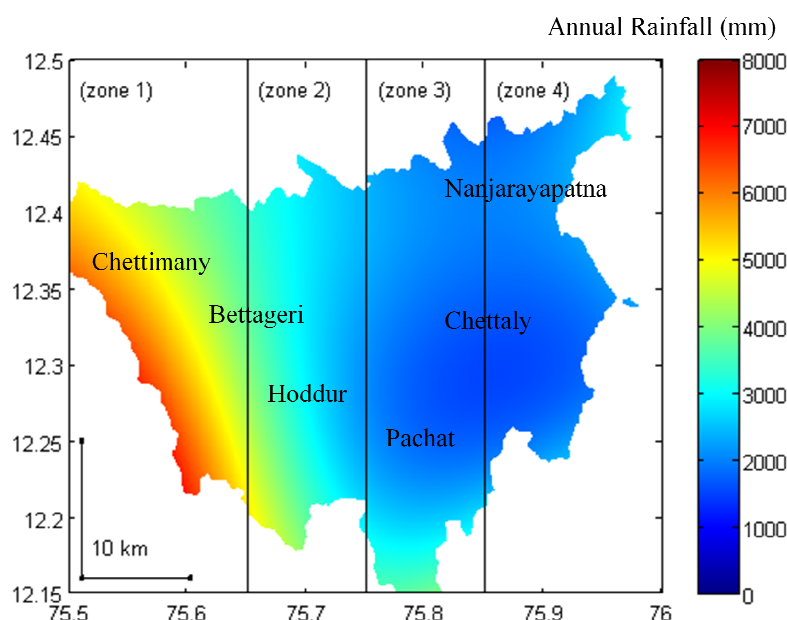 Annual Rainfall (mm)
12.5
(zone 1) (zone 2) (zone 3) (zone 4)
8000
7000
12.45
Nanjarayapatna
12.4
6000
Chettimany
5000
12.35
Bettageri
Chettaly
4000
12.3
Hoddur
3000
12.25
Pachat
2000
12.2
1000
10 km
12.15
0
75.5 75.6 75.7 75.8 75.9 76